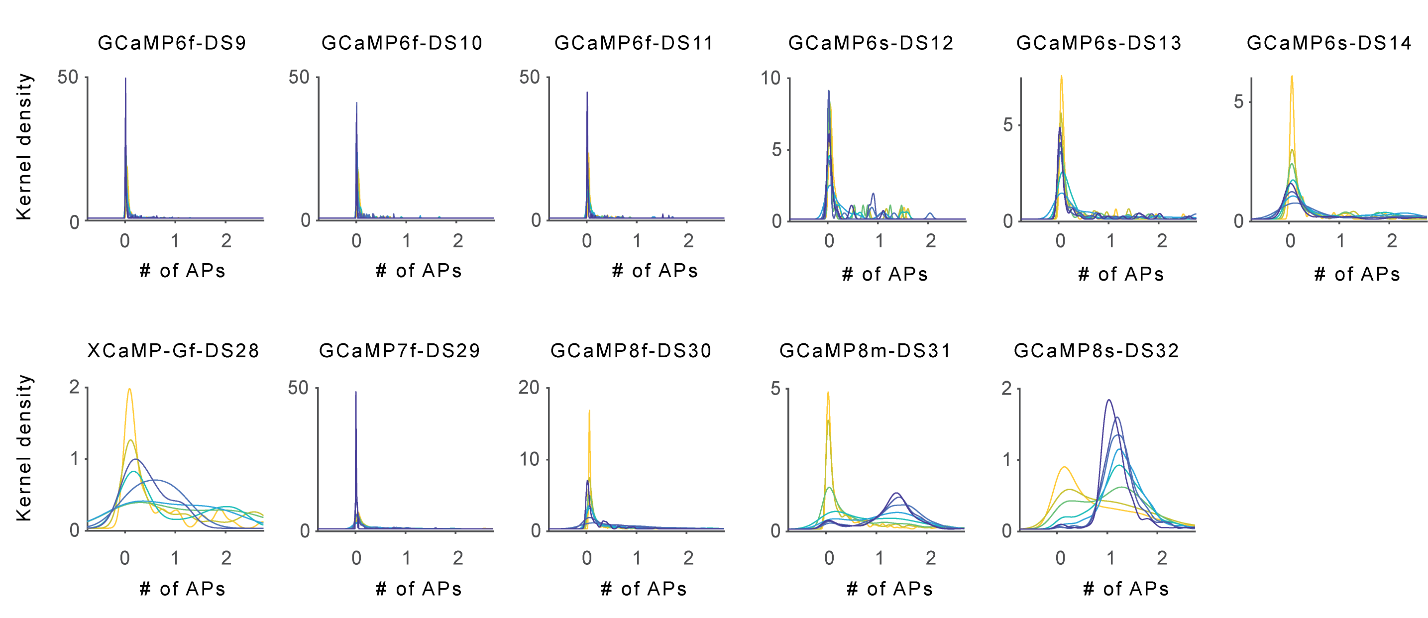 GCaMP6f-DS9 GCaMP6f-DS10 GCaMP6f-DS11 GCaMP6s-DS12 GCaMP6s-DS13 GCaMP6s-DS14
Kernel density
50 50 50 10
5 5 5
0 0 0 0 0 0
0 1 2 0 1 2 0 1 2 0 1 2 0 1 2 0 1 2
# of APs # of APs # of APs # of APs # of APs # of APs
XCaMP-Gf-DS28 GCaMP7f-DS29 GCaMP8f-DS30 GCaMP8m-DS31 GCaMP8s-DS32
Kernel density
2 50 20 5 2
1 10 1
0 0 0 0 0
0 1 2 0 1 2 0 1 2 0 1 2 0 1 2
# of APs # of APs # of APs # of APs # of APs